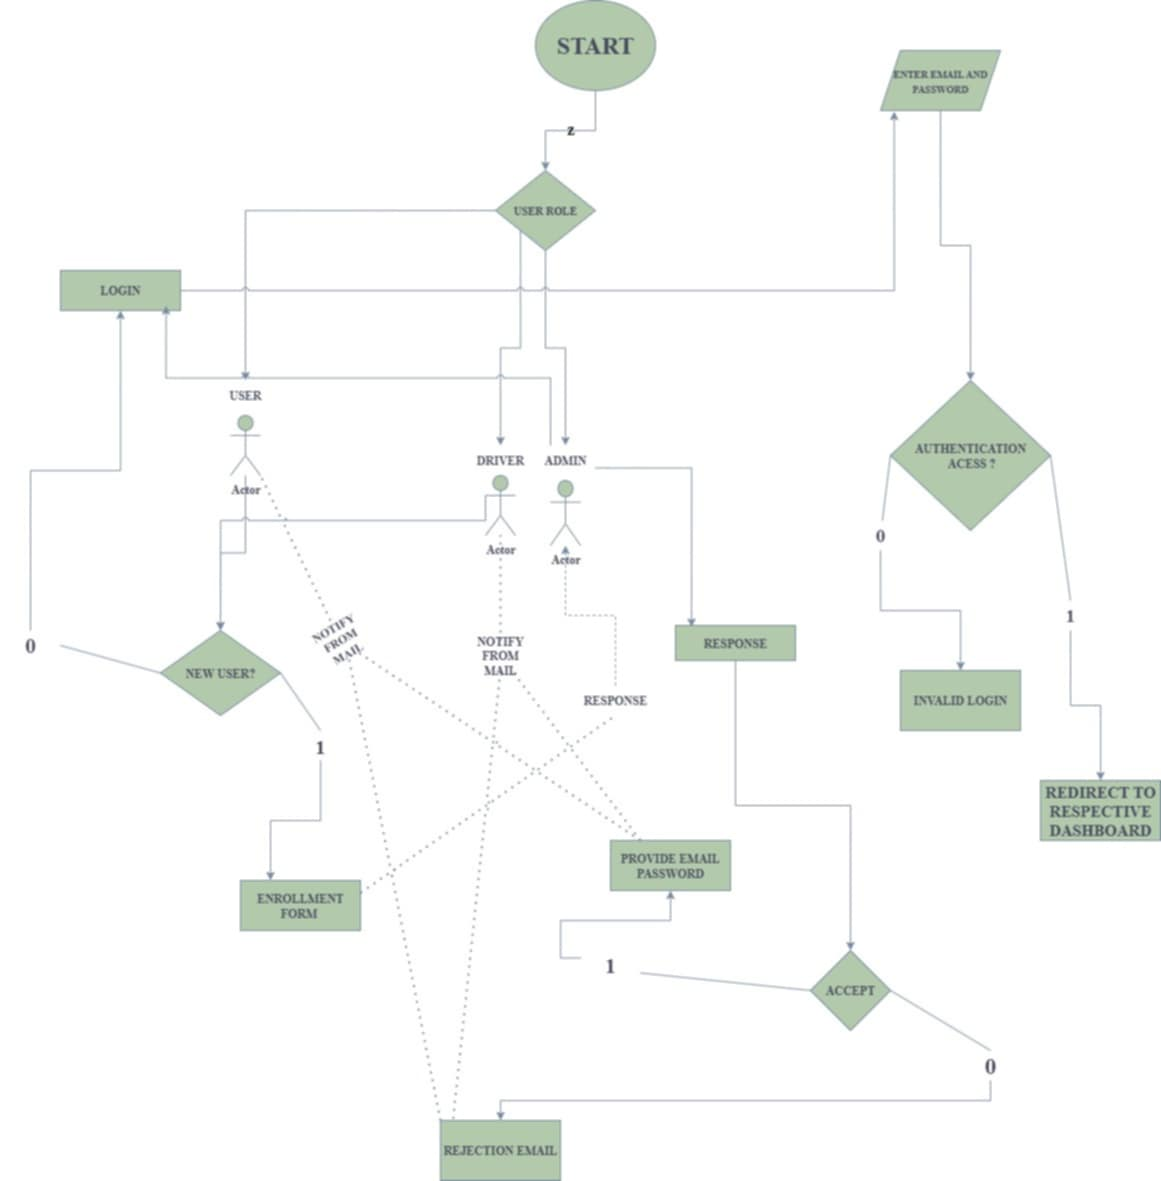 START
ENTER EMAIL AND
PASSWORD
z
USER ROLE
LOGIN
USER
Actor
DRIVER
Actor
ADMIN
Actor
AUTHENTICATION
ACESS ?
0
1
0
NEW USER?
NOTIFY
FROM
MAIL
NOTIFY
FROM
MAIL
RESPONSE
RESPONSE
INVALID LOGIN
1
REDIRECT TO
RESPECTIVE
DASHBOARD
PROVIDE EMAIL
PASSWORD
ENROLLMENT
FORM
1
ACCEPT
0
REJECTION EMAIL